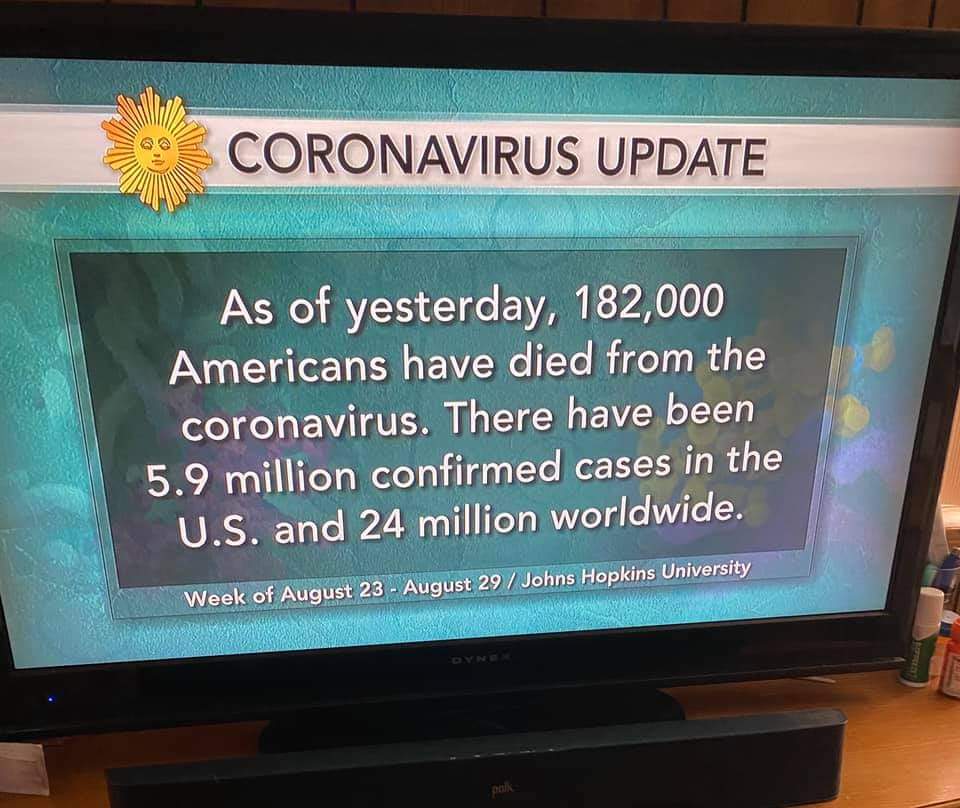 CORONAVIRUS UPDATE
As of yesterday, 182,000
Americans have died from the
coronavirus. There have been
5.9 million confirmed cases in the
U.S. and 24 million worldwide.
Week of August 23 - August 29 / Johns Hopkins University
DYNEX
polk